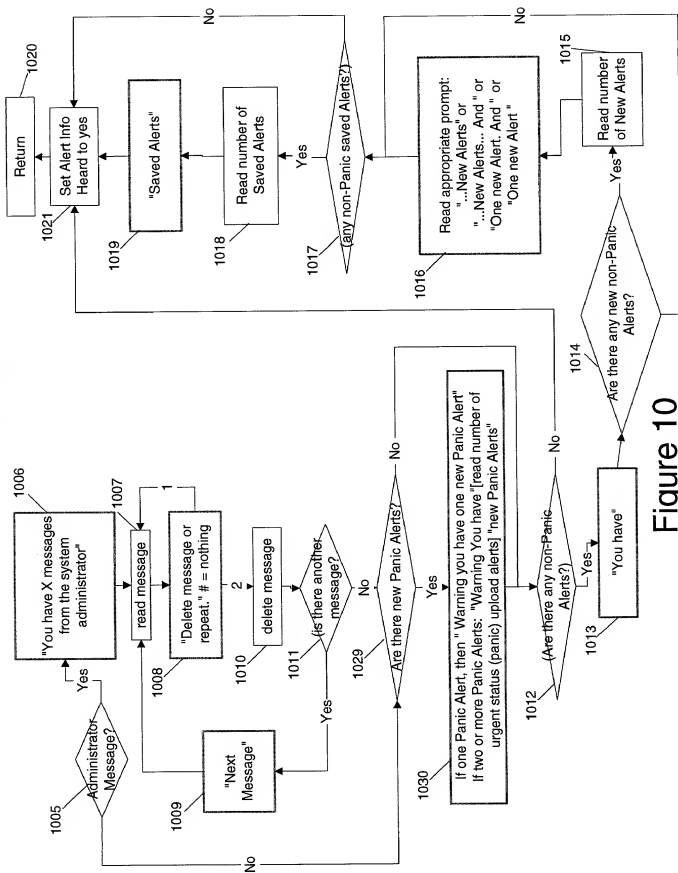 1005
Administrator
Message?
Yes
No
1006
"You have X messages
from the system
administrator"
1007
read message
1
1008
"Delete message or
repeat." # = nothing
2
1009
"Next
Message"
1010
delete message
1011
(is there another
message?
Yes
No
1029
Are there new Panic Alerts?
No
Yes
1030
If one Panic Alert, then " Warning you have one new Panic Alert"
If two or more Panic Alerts: "Warning You have "[read number of
urgent status (panic) upload alerts] "new Panic Alerts"
1012
(Are there any non-Panic
Alerts?)
No
Yes
1013
"You have"
1014
Are there any new non-Panic
Alerts?
Yes
1015
Read number
of New Alerts
1016
Read appropriate prompt:
" ...New Alerts" or
"...New Alerts... And " or
"One new Alert. And " or
"One new Alert "
1017
(any non-Panic saved Alerts?)
No
Yes
1018
Read number of
Saved Alerts
1019
"Saved Alerts"
1021
Set Alert Info
Heard to yes
1020
Return
No
Figure 10